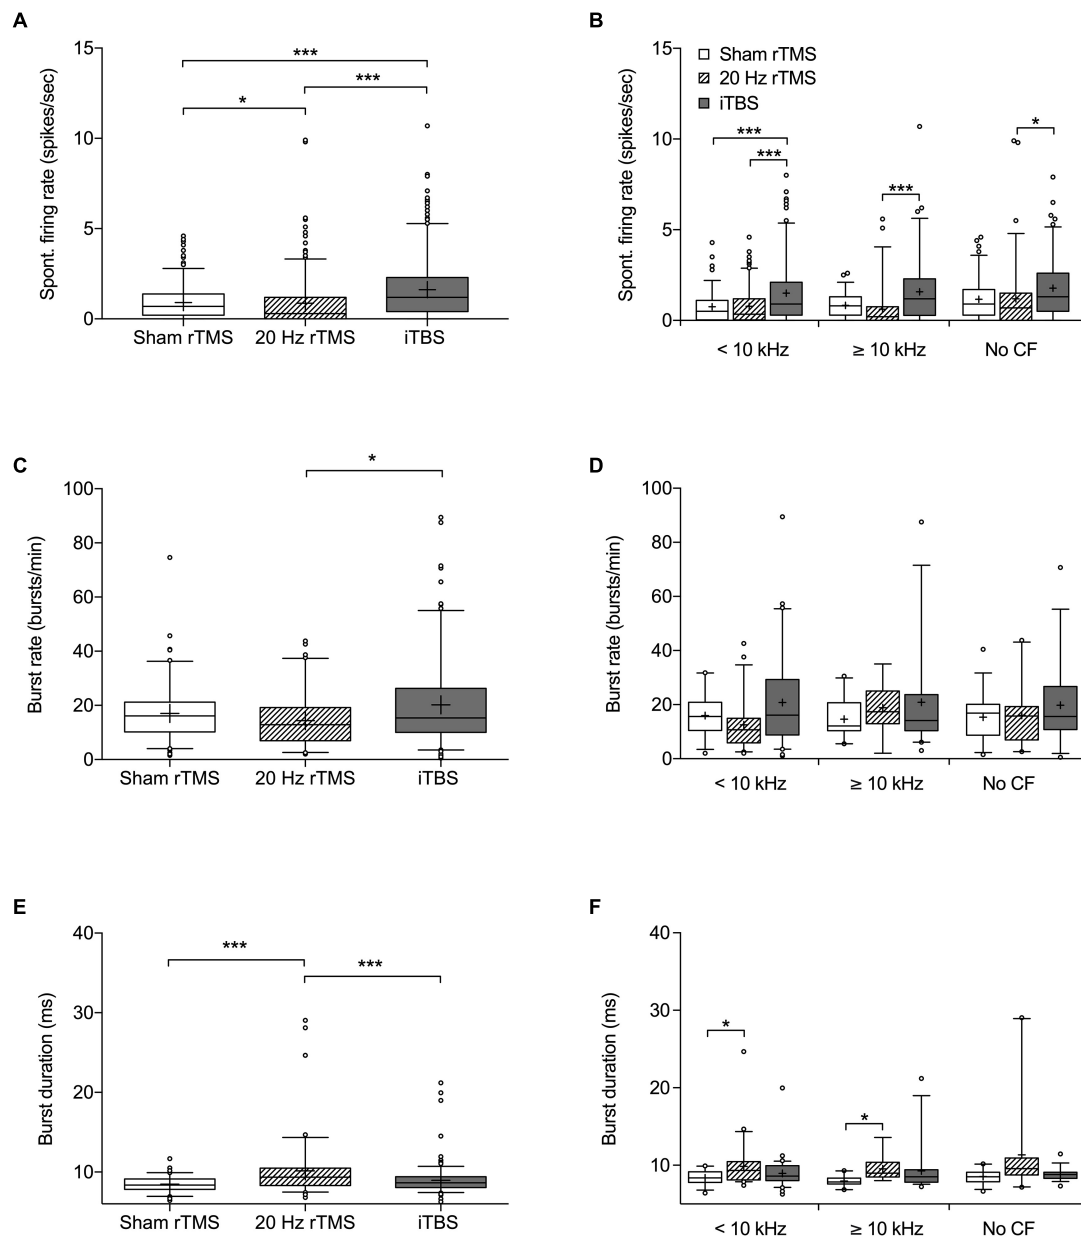 A
Spont. firing rate (spikes/sec)
15
10
5
0
***
***
*
Sham rTMS 20 Hz rTMS iTBS
B
Spont. firing rate (spikes/sec)
15
10
5
0
Sham rTMS
20 Hz rTMS
iTBS
***
***
***
*
< 10 kHz ≥ 10 kHz No CF
C
Burst rate (bursts/min)
100
80
60
40
20
0
*
Sham rTMS 20 Hz rTMS iTBS
D
Burst rate (bursts/min)
100
80
60
40
20
0
< 10 kHz ≥ 10 kHz No CF
E
Burst duration (ms)
40
30
20
10
***
***
Sham rTMS 20 Hz rTMS iTBS
F
Burst duration (ms)
40
30
20
10
*
*
< 10 kHz ≥ 10 kHz No CF